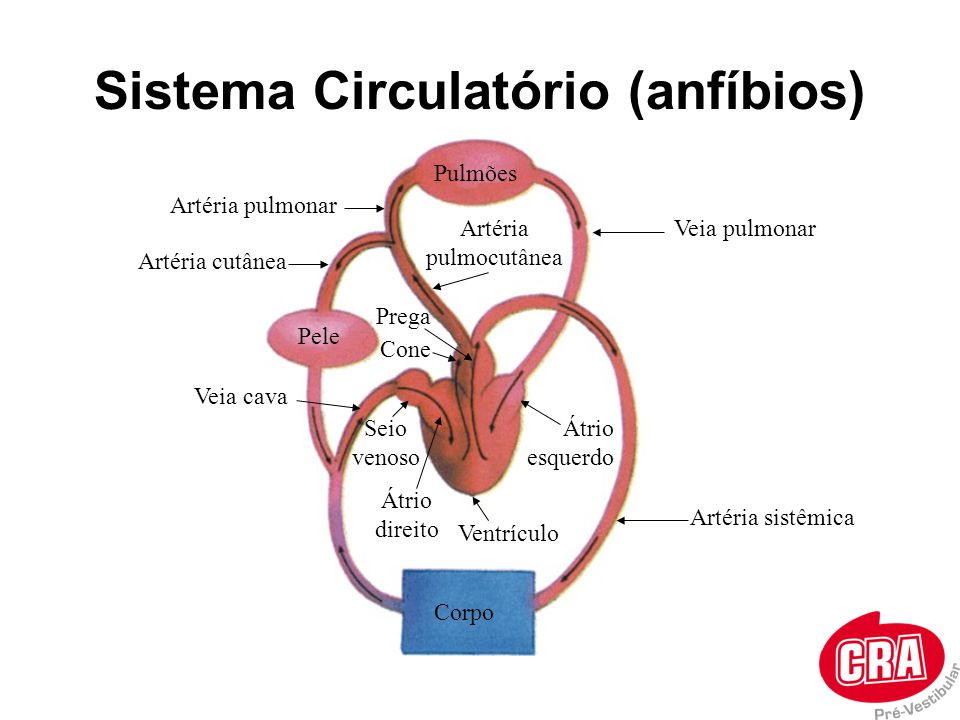 Sistema Circulatório (anfíbios)
Pulmões
Artéria pulmonar
Artéria
pulmocutânea
Veia pulmonar
Artéria cutânea
Prega
Pele
Cone
Veia cava
Seio
venoso
Átrio
esquerdo
Átrio
direito
Ventrículo
Artéria sistêmica
Corpo
CRA
Pré-Vestibular